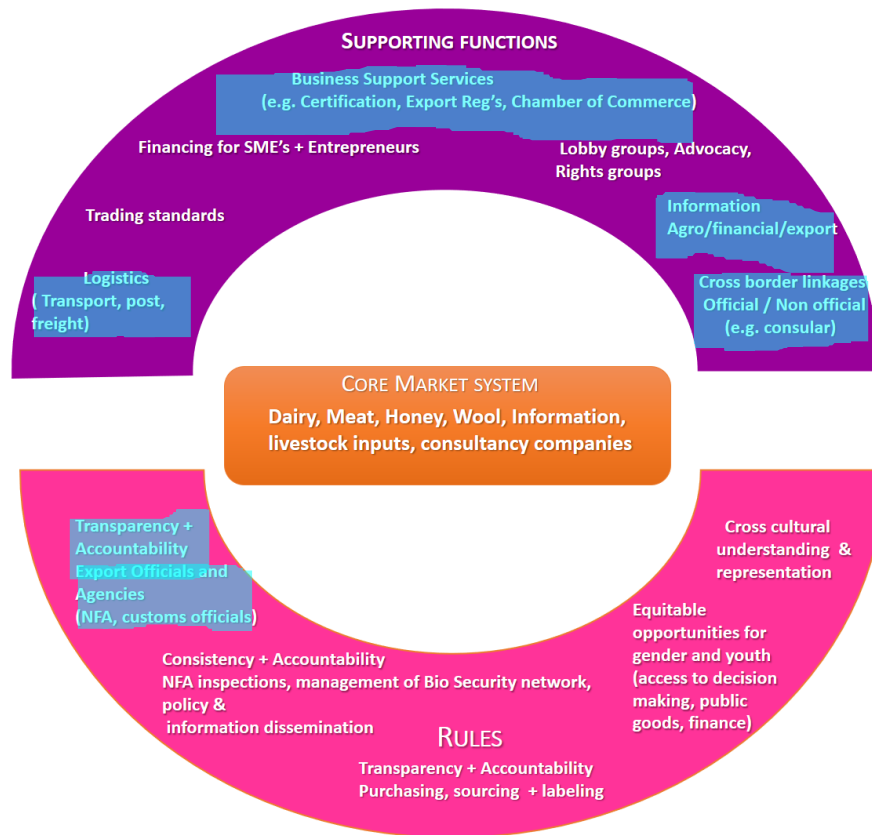 SUPPORTING FUNCTIONS
Business Support Services
(e.g. Certification, Export Reg's, Chamber of Commerce)
Financing for SME's + Entrepreneurs
Lobby groups, Advocacy,
Rights groups
Trading standards
Information
Agro/financial/export
Logistics
( Transport, post,
freight)
Cross border linkages
Official / Non official
(e.g. consular)
CORE MARKET SYSTEM
Dairy, Meat, Honey, Wool, Information,
livestock inputs, consultancy companies
Transparency +
Accountability
Export Officials and
Agencies
(NFA, customs officials)
Cross cultural
understanding &
representation
Equitable
opportunities for
gender and youth
(access to decision
making, public
goods, finance)
Consistency + Accountability
NFA inspections, management of Bio Security network,
policy &
information dissemination
RULES
Transparency + Accountability
Purchasing, sourcing + labeling